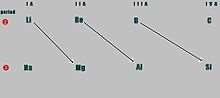 I A II A III A IV A
period
2 Li Be B C
3 Na Mg Al Si